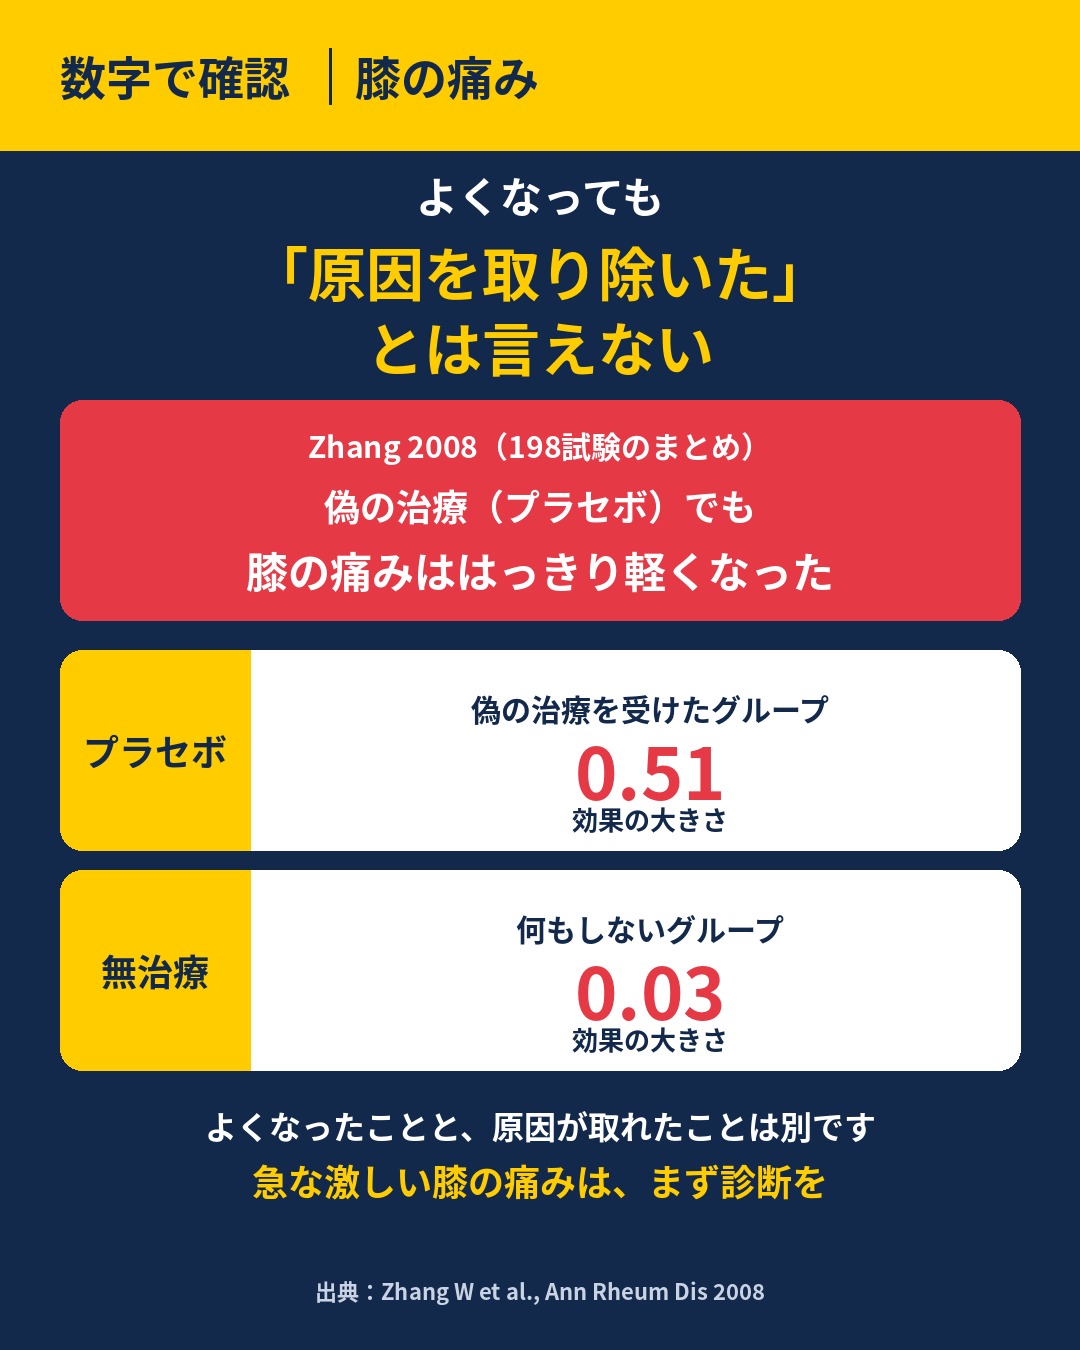 数字で確認｜膝の痛み
よくなっても
「原因を取り除いた」
とは言えない
Zhang 2008（198試験のまとめ）
偽の治療（プラセボ）でも
膝の痛みははっきり軽くなった
プラセボ
偽の治療を受けたグループ
0.51
効果の大きさ
無治療
何もしないグループ
0.03
効果の大きさ
よくなったことと、原因が取れたことは別です
急な激しい膝の痛みは、まず診断を
出典：Zhang W et al., Ann Rheum Dis 2008